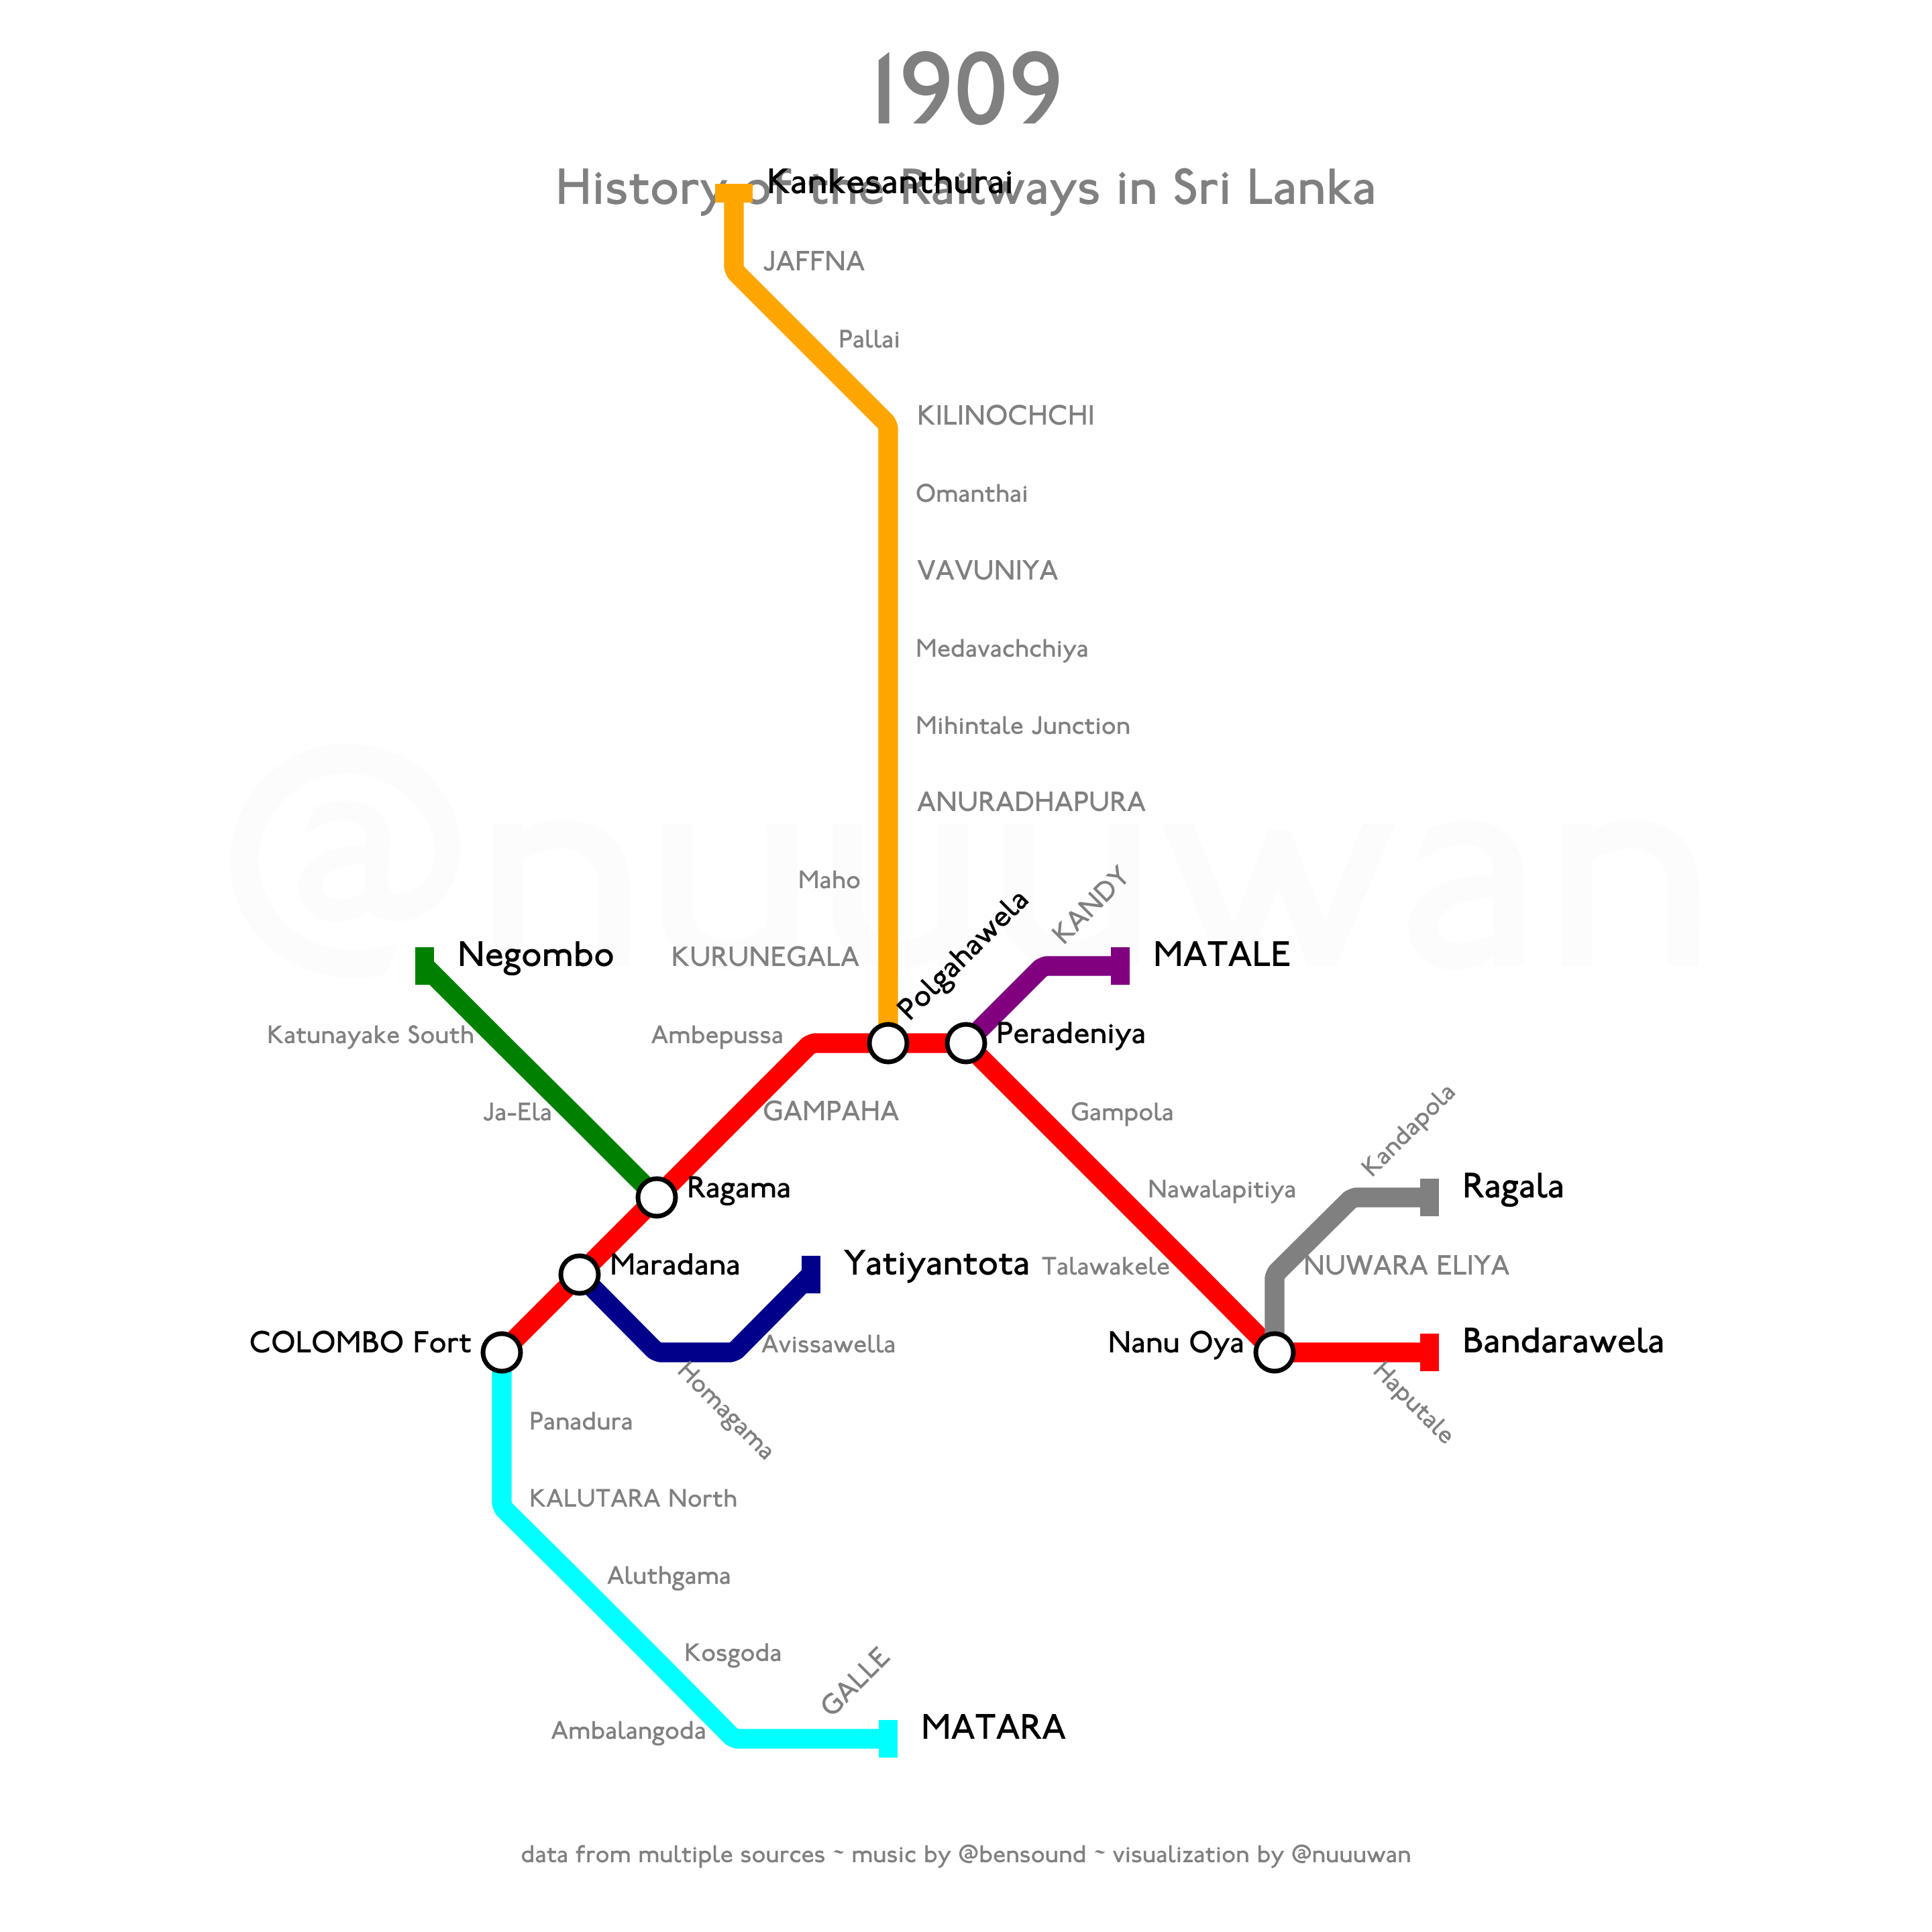 1909
History of the Railways in Sri Lanka
Kankesanthurai
JAFFNA
Pallai
KILINOCHCHI
Omanthai
VAVUNIYA
Medavachchiya
Mihintale Junction
ANURADHAPURA
@nuuuwan
Maho
KANDY
Polgahawela
Negombo
KURUNEGALA
MATALE
Katunayake South
Ambepussa
Peradeniya
Ja-Ela
GAMPAHA
Gampola
Kandapola
Ragama
Nawalapitiya
Ragala
Maradana
Yatiyantota
Talawakele
NUWARA ELIYA
COLOMBO Fort
Avissawella
Nanu Oya
Bandarawela
Homagama
Haputale
Panadura
KALUTARA North
Aluthgama
Kosgoda
GALLE
Ambalangoda
MATARA
data from multiple sources ~ music by @bensound ~ visualization by @nuuuwan